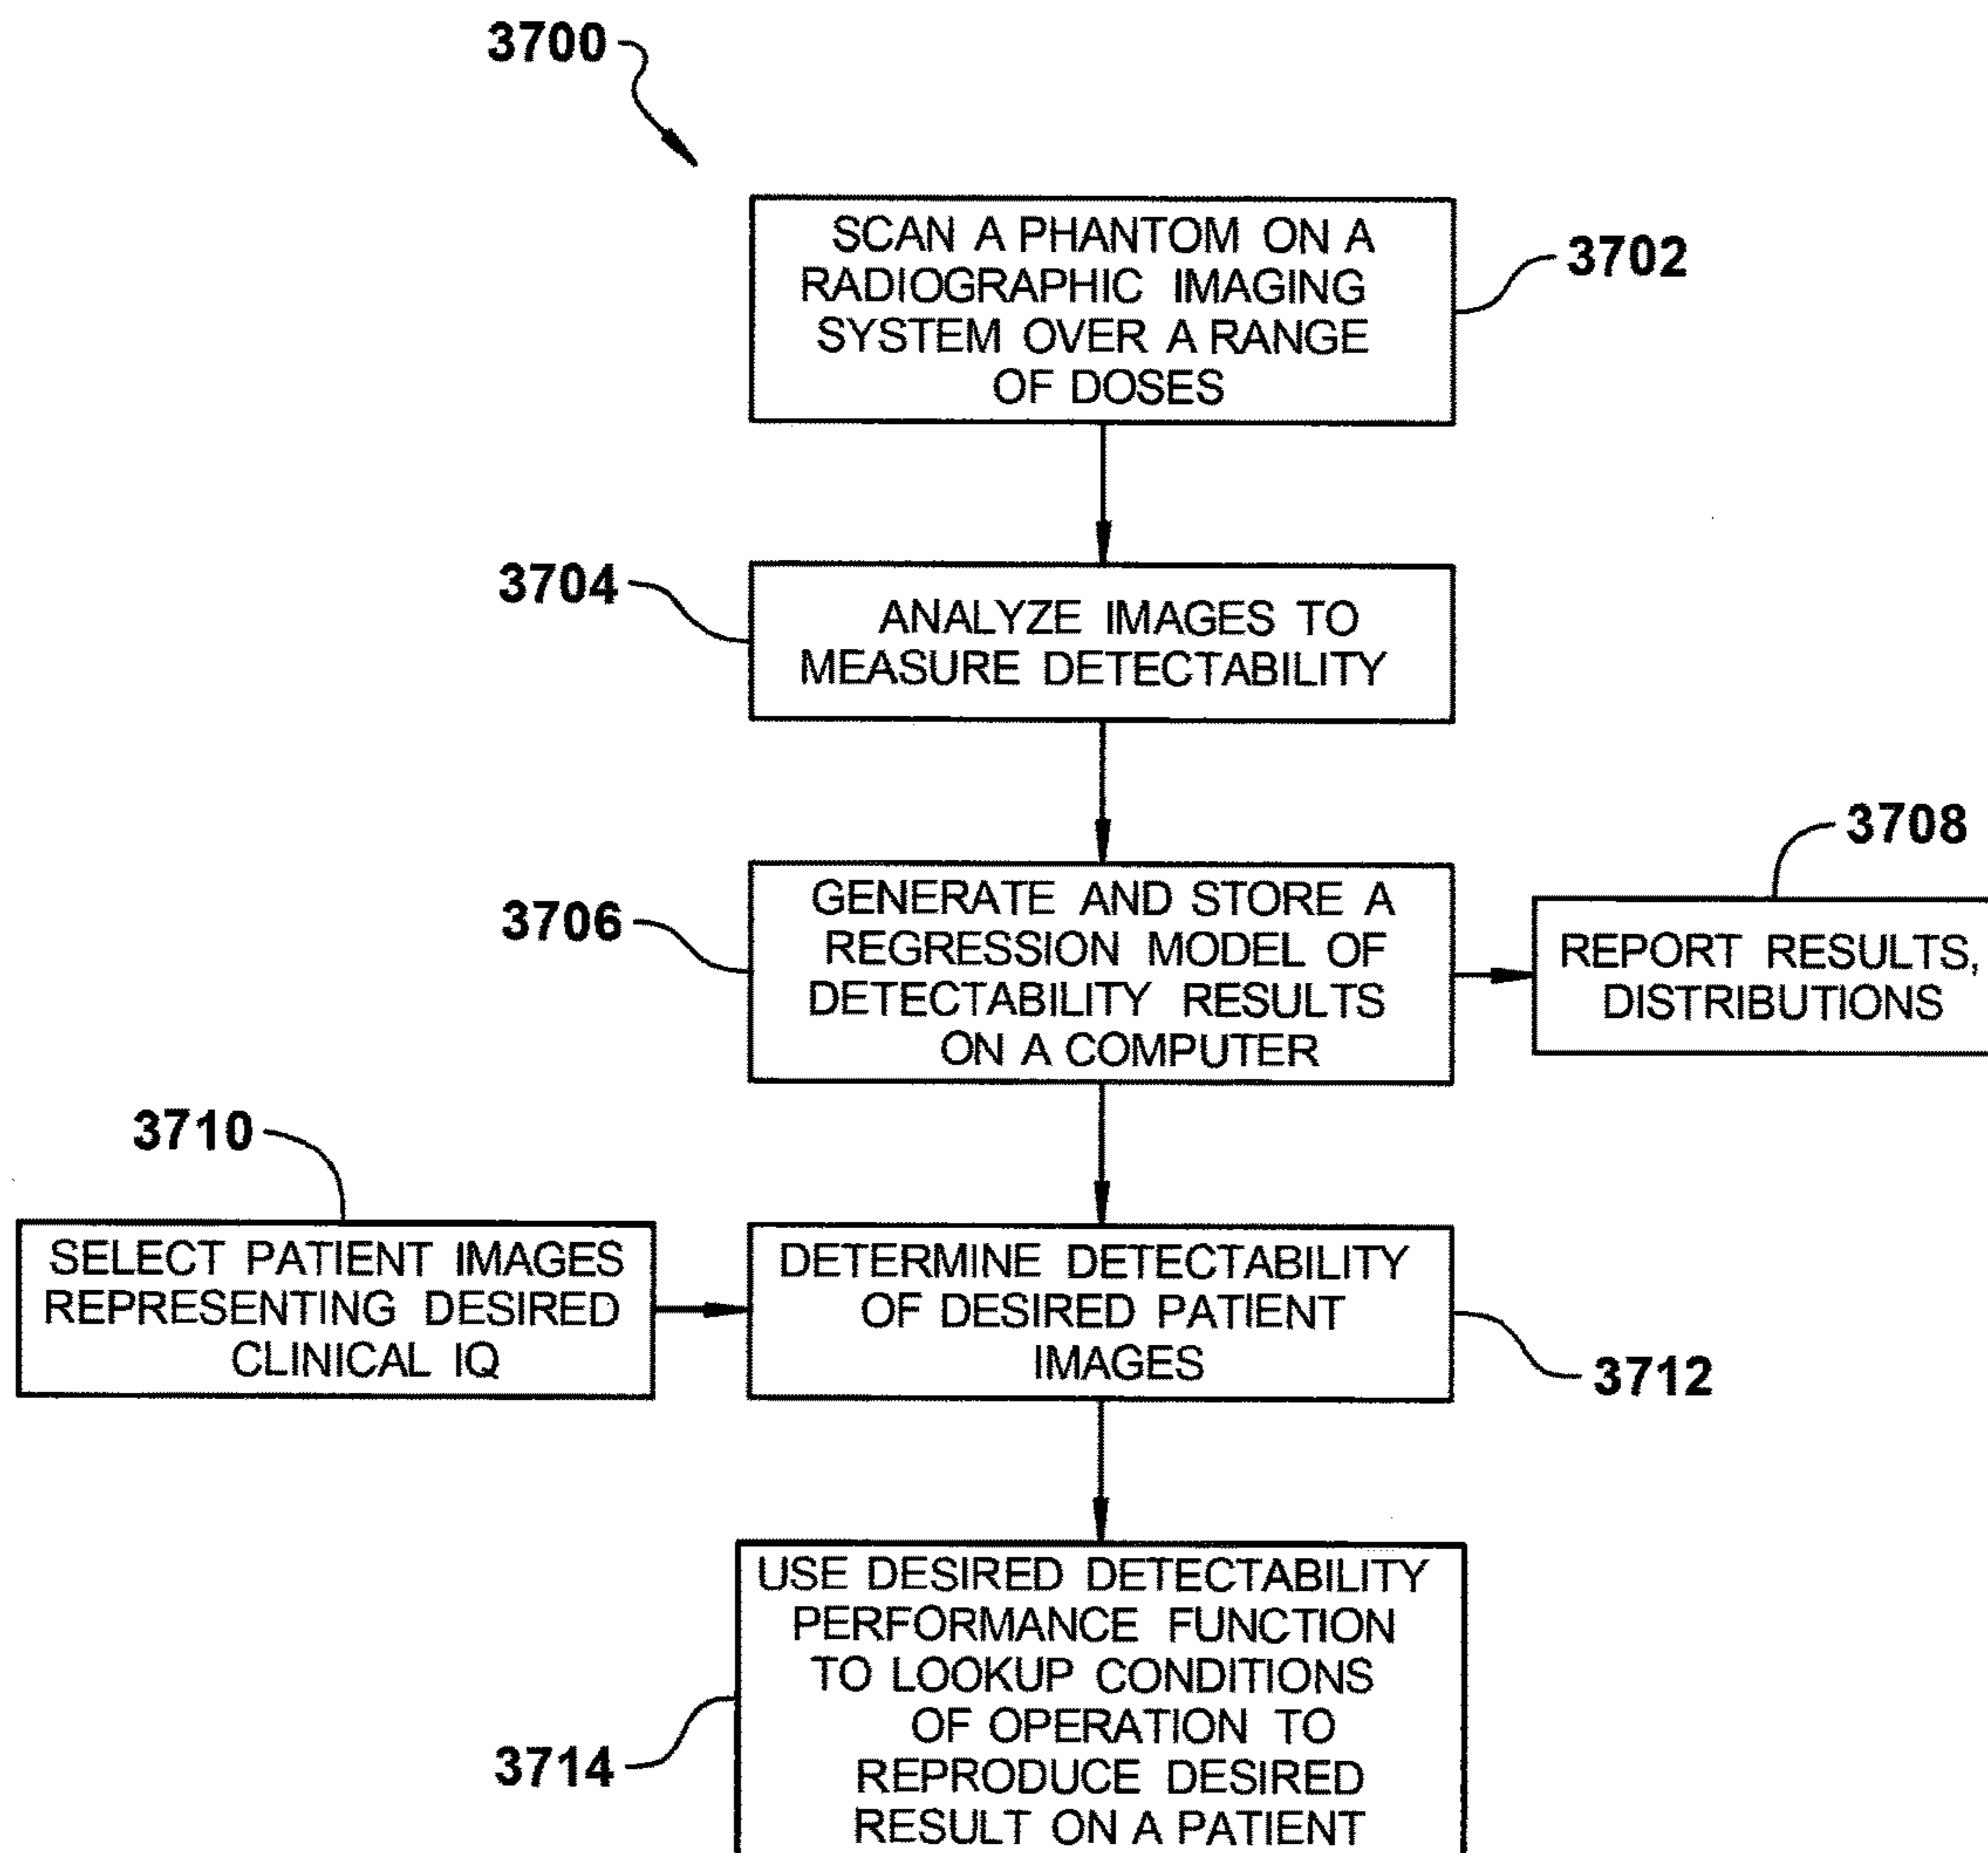 3700
SCAN A PHANTOM ON A
RADIOGRAPHIC IMAGING
SYSTEM OVER A RANGE
OF DOSES
3702
3704
ANALYZE IMAGES TO
MEASURE DETECTABILITY
3706
GENERATE AND STORE A
REGRESSION MODEL OF
DETECTABILITY RESULTS
ON A COMPUTER
3708
REPORT RESULTS,
DISTRIBUTIONS
3710
SELECT PATIENT IMAGES
REPRESENTING DESIRED
CLINICAL IQ
DETERMINE DETECTABILITY
OF DESIRED PATIENT
IMAGES
3712
USE DESIRED DETECTABILITY
PERFORMANCE FUNCTION
TO LOOKUP CONDITIONS
OF OPERATION TO
REPRODUCE DESIRED
RESULT ON A PATIENT
3714